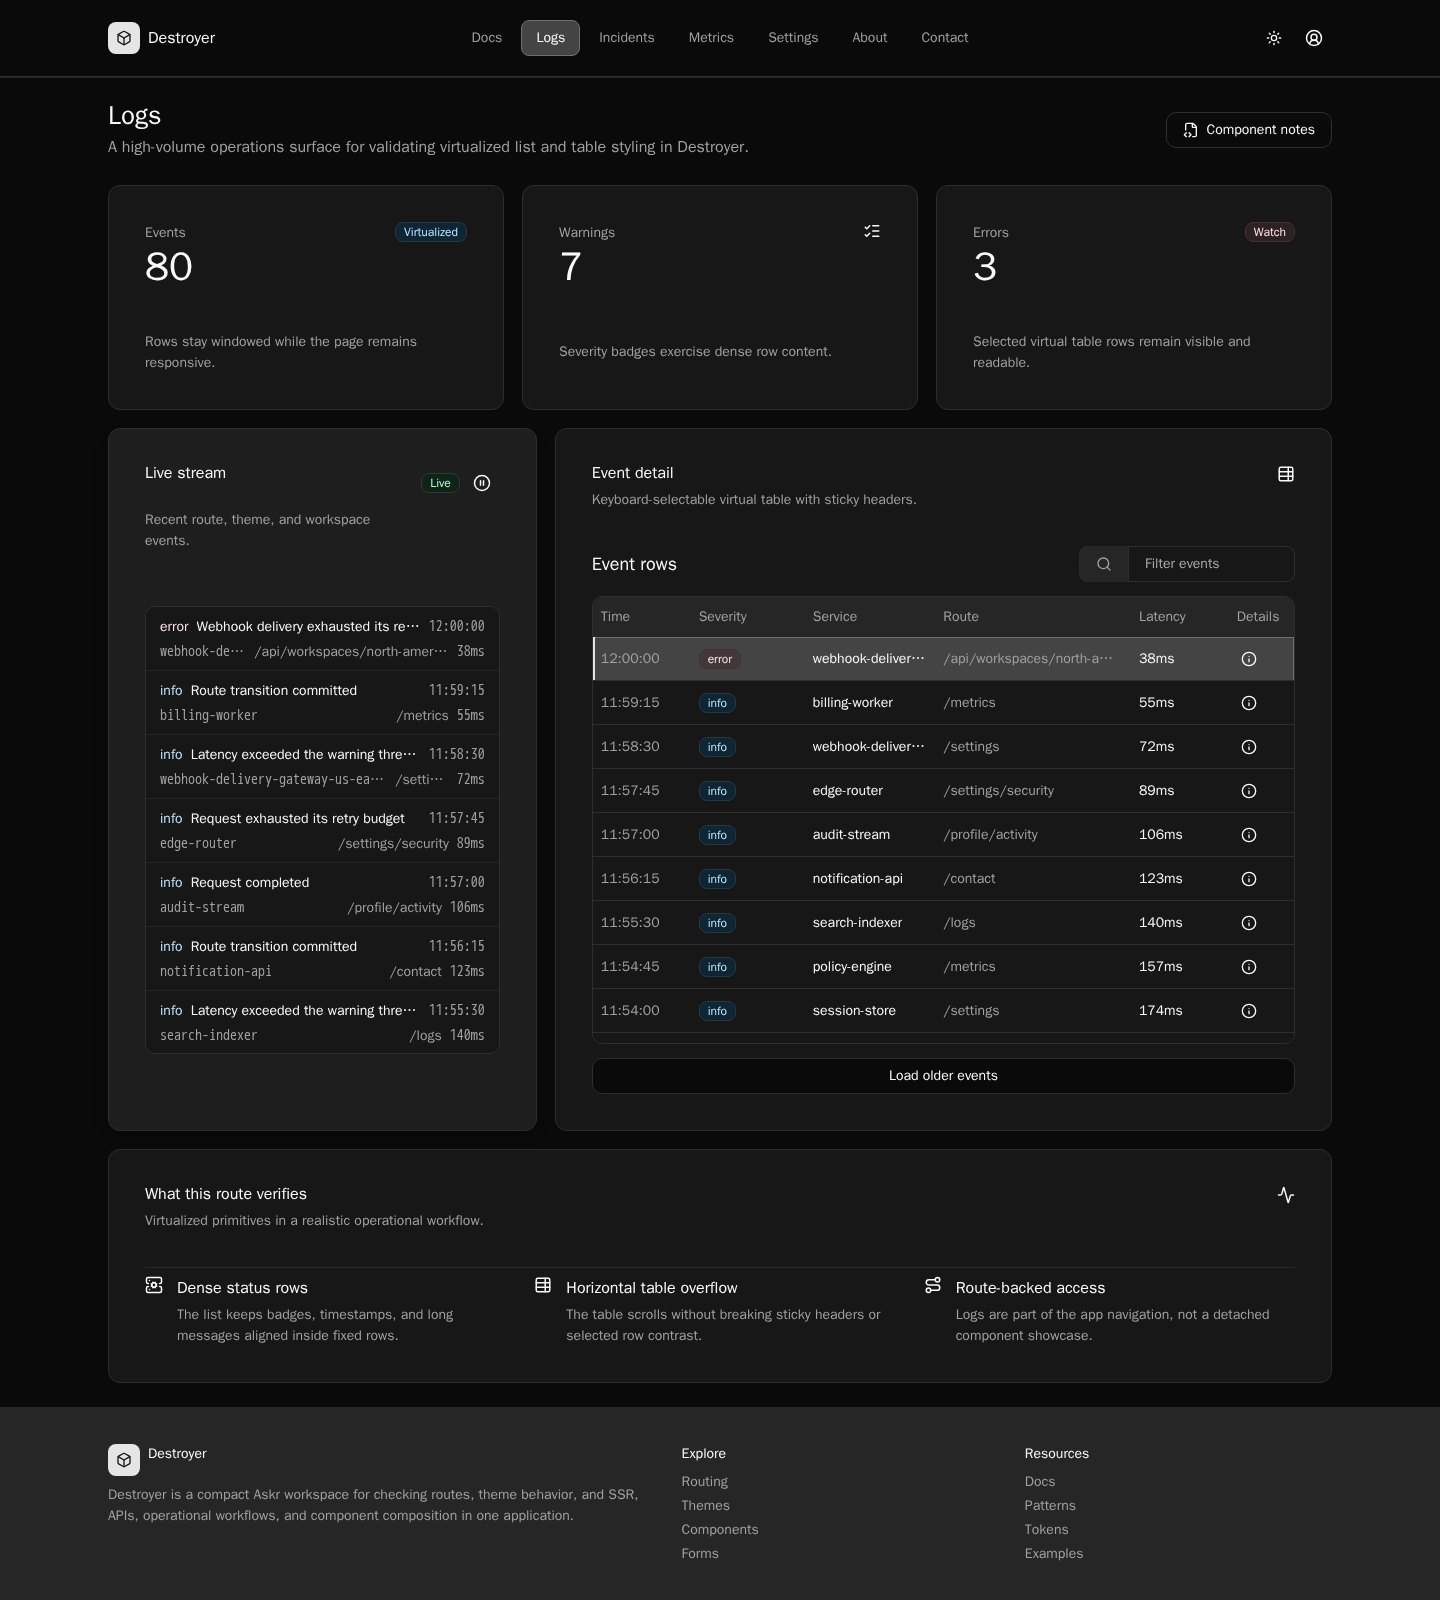 Destroyer
Docs Logs Incidents Metrics Settings About Contact
Logs
A high-volume operations surface for validating virtualized list and table styling in Destroyer.
Component notes
Events Virtualized
80
Rows stay windowed while the page remains
responsive.
Warnings
7
Severity badges exercise dense row content.
Errors Watch
3
Selected virtual table rows remain visible and
readable.
Live stream
Live
Recent route, theme, and workspace
events.
error Webhook delivery exhausted its re··· 12:00:00
webhook-de··· /api/workspaces/north-amer··· 38ms
info Route transition committed 11:59:15
billing-worker /metrics 55ms
info Latency exceeded the warning thre··· 11:58:30
webhook-delivery-gateway-us-ea··· /setti··· 72ms
info Request exhausted its retry budget 11:57:45
edge-router /settings/security 89ms
info Request completed 11:57:00
audit-stream /profile/activity 106ms
info Route transition committed 11:56:15
notification-api /contact 123ms
info Latency exceeded the warning thre··· 11:55:30
search-indexer /logs 140ms
Event detail
Keyboard-selectable virtual table with sticky headers.
Event rows
Filter events
Time Severity Service Route Latency Details
12:00:00 error webhook-deliver··· /api/workspaces/north-a··· 38ms
11:59:15 info billing-worker /metrics 55ms
11:58:30 info webhook-deliver··· /settings 72ms
11:57:45 info edge-router /settings/security 89ms
11:57:00 info audit-stream /profile/activity 106ms
11:56:15 info notification-api /contact 123ms
11:55:30 info search-indexer /logs 140ms
11:54:45 info policy-engine /metrics 157ms
11:54:00 info session-store /settings 174ms
Load older events
What this route verifies
Virtualized primitives in a realistic operational workflow.
Dense status rows
The list keeps badges, timestamps, and long
messages aligned inside fixed rows.
Horizontal table overflow
The table scrolls without breaking sticky headers or
selected row contrast.
Route-backed access
Logs are part of the app navigation, not a detached
component showcase.
Destroyer
Destroyer is a compact Askr workspace for checking routes, theme behavior, and SSR,
APIs, operational workflows, and component composition in one application.
Explore
Routing
Themes
Components
Forms
Resources
Docs
Patterns
Tokens
Examples